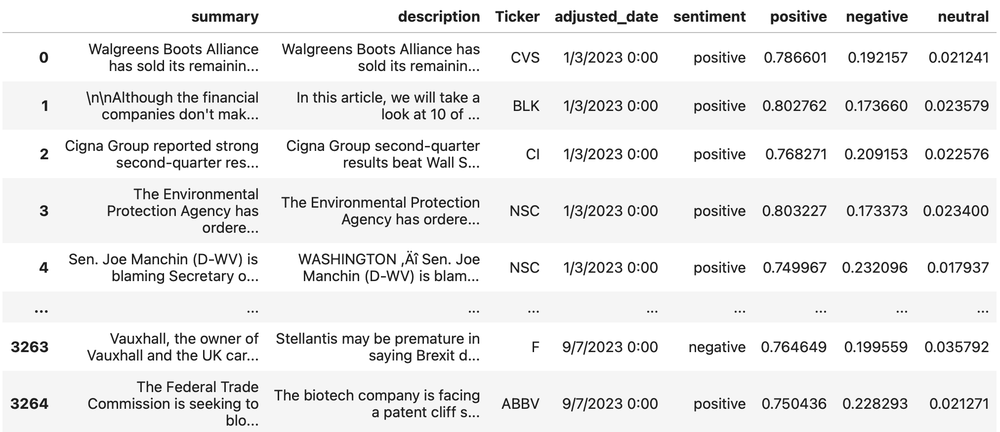 summary description Ticker adjusted_date sentiment positive negative neutral
0 Walgreens Boots Alliance has sold its remainin... Walgreens Boots Alliance has sold its remainin... CVS 1/3/2023 0:00 positive 0.786601 0.192157 0.021241
1 \n\nAlthough the financial companies don't mak... In this article, we will take a look at 10 of ... BLK 1/3/2023 0:00 positive 0.802762 0.173660 0.023579
2 Cigna Group reported strong second-quarter res... Cigna Group second-quarter results beat Wall S... CI 1/3/2023 0:00 positive 0.768271 0.209153 0.022576
3 The Environmental Protection Agency has ordere... The Environmental Protection Agency has ordere... NSC 1/3/2023 0:00 positive 0.803227 0.173373 0.023400
4 Sen. Joe Manchin (D-WV) is blaming Secretary o... WASHINGTON ‚Äî Sen. Joe Manchin (D-WV) is blam... NSC 1/3/2023 0:00 positive 0.749967 0.232096 0.017937
... ... ... ... ... ... ... ... ...
3263 Vauxhall, the owner of Vauxhall and the UK car... Stellantis may be premature in saying Brexit d... F 9/7/2023 0:00 negative 0.764649 0.199559 0.035792
3264 The Federal Trade Commission is seeking to blo... The biotech company is facing a patent cliff s... ABBV 9/7/2023 0:00 positive 0.750436 0.228293 0.021271